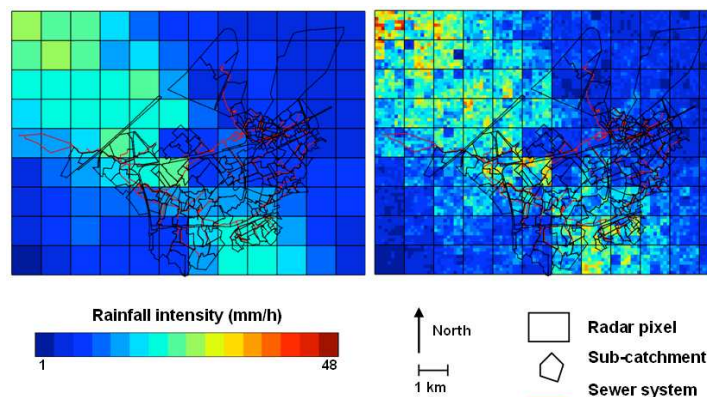 Rainfall intensity (mm/h)
1
48
North
1 km
Radar pixel
Sub-catchment
Sewer system